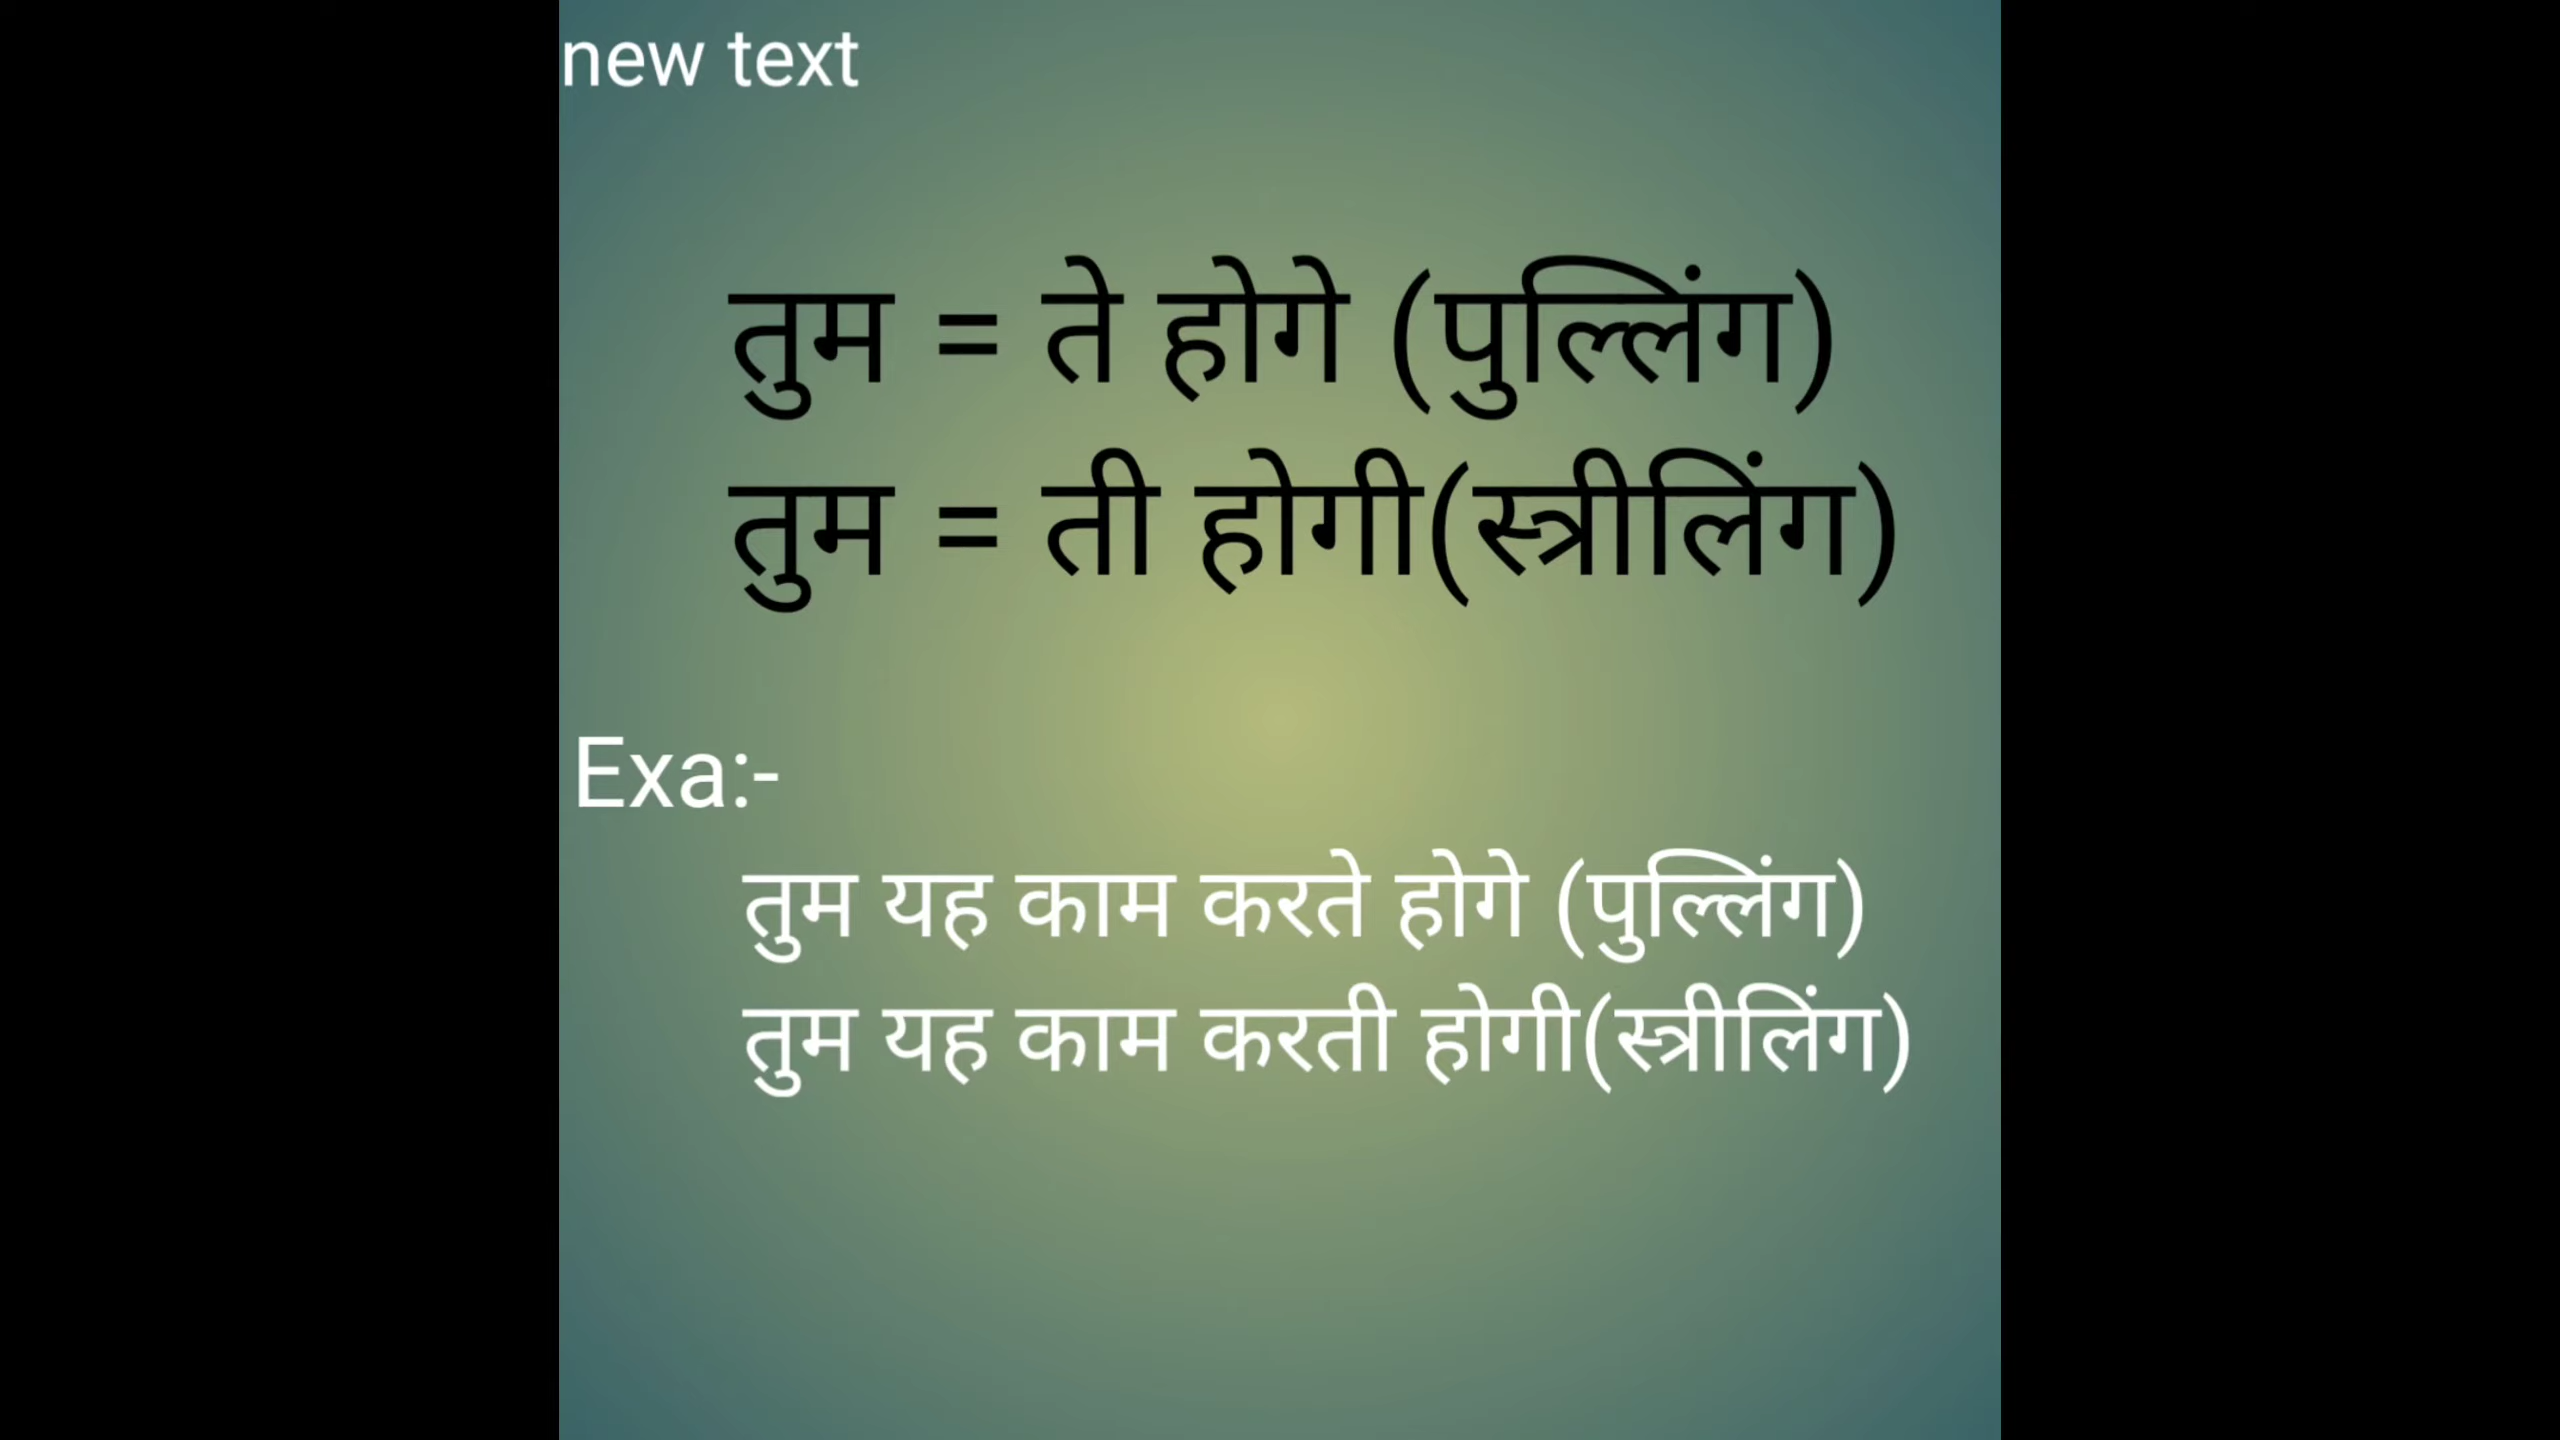 new text
तुम = ते होगे (पुल्लिंग)
तुम = ती होगी(स्त्रीलिंग)
Exa:-
तुम यह काम करते होगे (पुल्लिंग)
तुम यह काम करती होगी(स्त्रीलिंग)